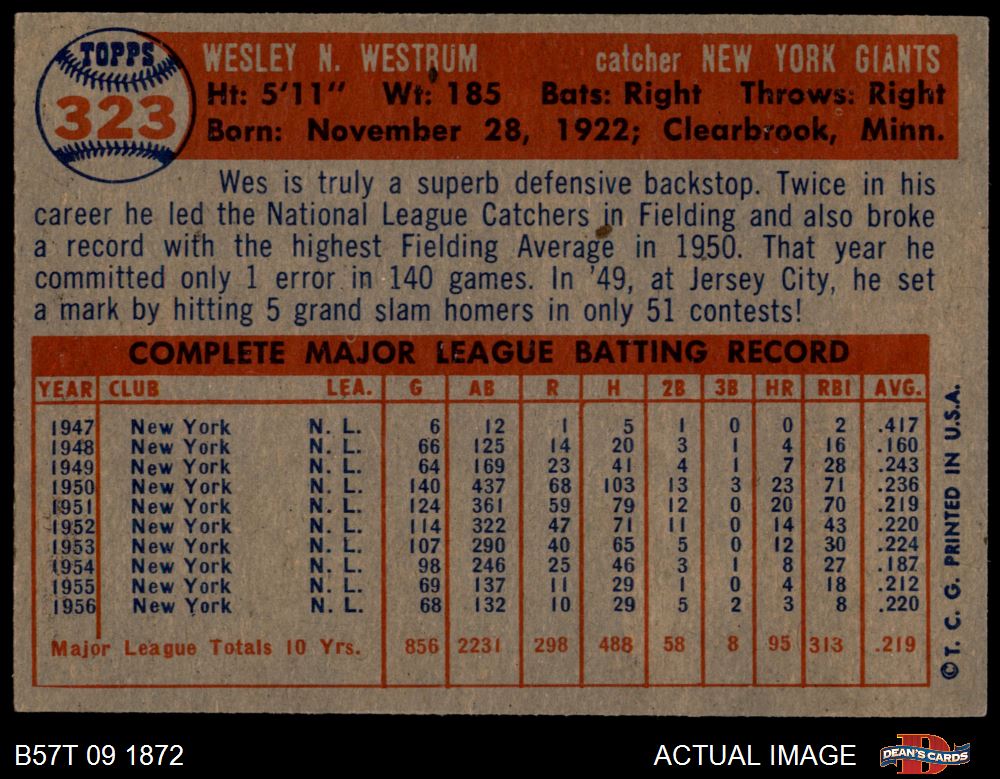 TOPPS
323
WESLEY N. WESTRUM catcher NEW YORK GIANTS
Ht: 5'11" Wt: 185 Bats: Right Throws: Right
Born: November 28, 1922; Clearbrook, Minn.
Wes is truly a superb defensive backstop. Twice in his
career he led the National League Catchers in Fielding and also broke
a record with the highest Fielding Average in 1950. That year he
committed only 1 error in 140 games. In '49, at Jersey City, he set
a mark by hitting 5 grand slam homers in only 51 contests!
COMPLETE MAJOR LEAGUE BATTING RECORD
YEAR CLUB LEA. G AB R H 2B 3B HR RBI AVG.
1947 New York N. L. 6 12 1 5 1 0 0 2 .417
1948 New York N. L. 66 125 14 20 3 1 4 16 .160
1949 New York N. L. 64 169 23 41 4 1 7 28 .243
1950 New York N. L. 140 437 68 103 13 3 23 71 .236
1951 New York N. L. 124 361 59 79 12 0 20 70 .219
1952 New York N. L. 114 322 47 71 11 0 14 43 .220
1953 New York N. L. 107 290 40 65 5 0 12 30 .224
1954 New York N. L. 98 246 25 46 3 1 8 27 .187
1955 New York N. L. 69 137 11 29 1 0 4 18 .212
1956 New York N. L. 68 132 10 29 5 2 3 8 .220
Major League Totals 10 Yrs. 856 2231 298 488 58 8 95 313 .219
©T. C. G. PRINTED IN U.S.A.
B57T 09 1872 ACTUAL IMAGE DEAN'S CARDS